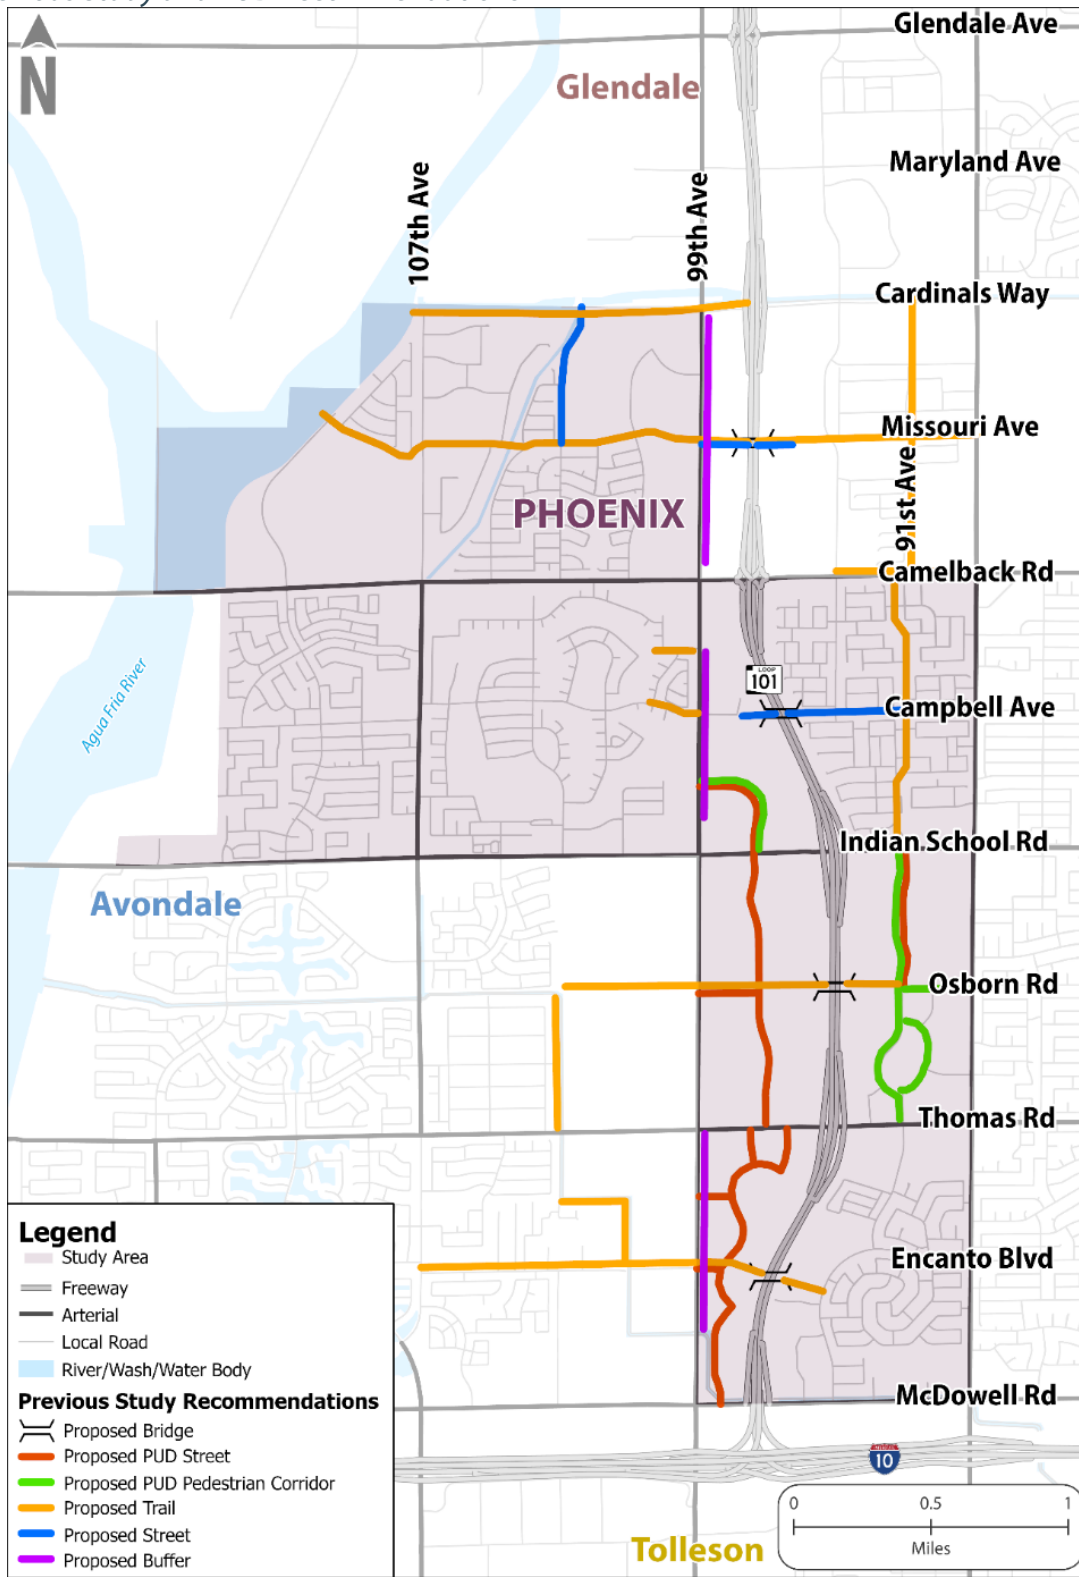 Glendale Ave
N
Glendale
Maryland Ave
107th Ave
99th Ave
Cardinals Way
Missouri Ave
91st Ave
PHOENIX
Camelback Rd
Agua Fria River
LOOP
101
Campbell Ave
Indian School Rd
Avondale
Osborn Rd
Thomas Rd
Encanto Blvd
McDowell Rd
10
Tolleson
Legend
Study Area
Freeway
Arterial
Local Road
River/Wash/Water Body
Previous Study Recommendations
Proposed Bridge
Proposed PUD Street
Proposed PUD Pedestrian Corridor
Proposed Trail
Proposed Street
Proposed Buffer
0 0.5 1
Miles